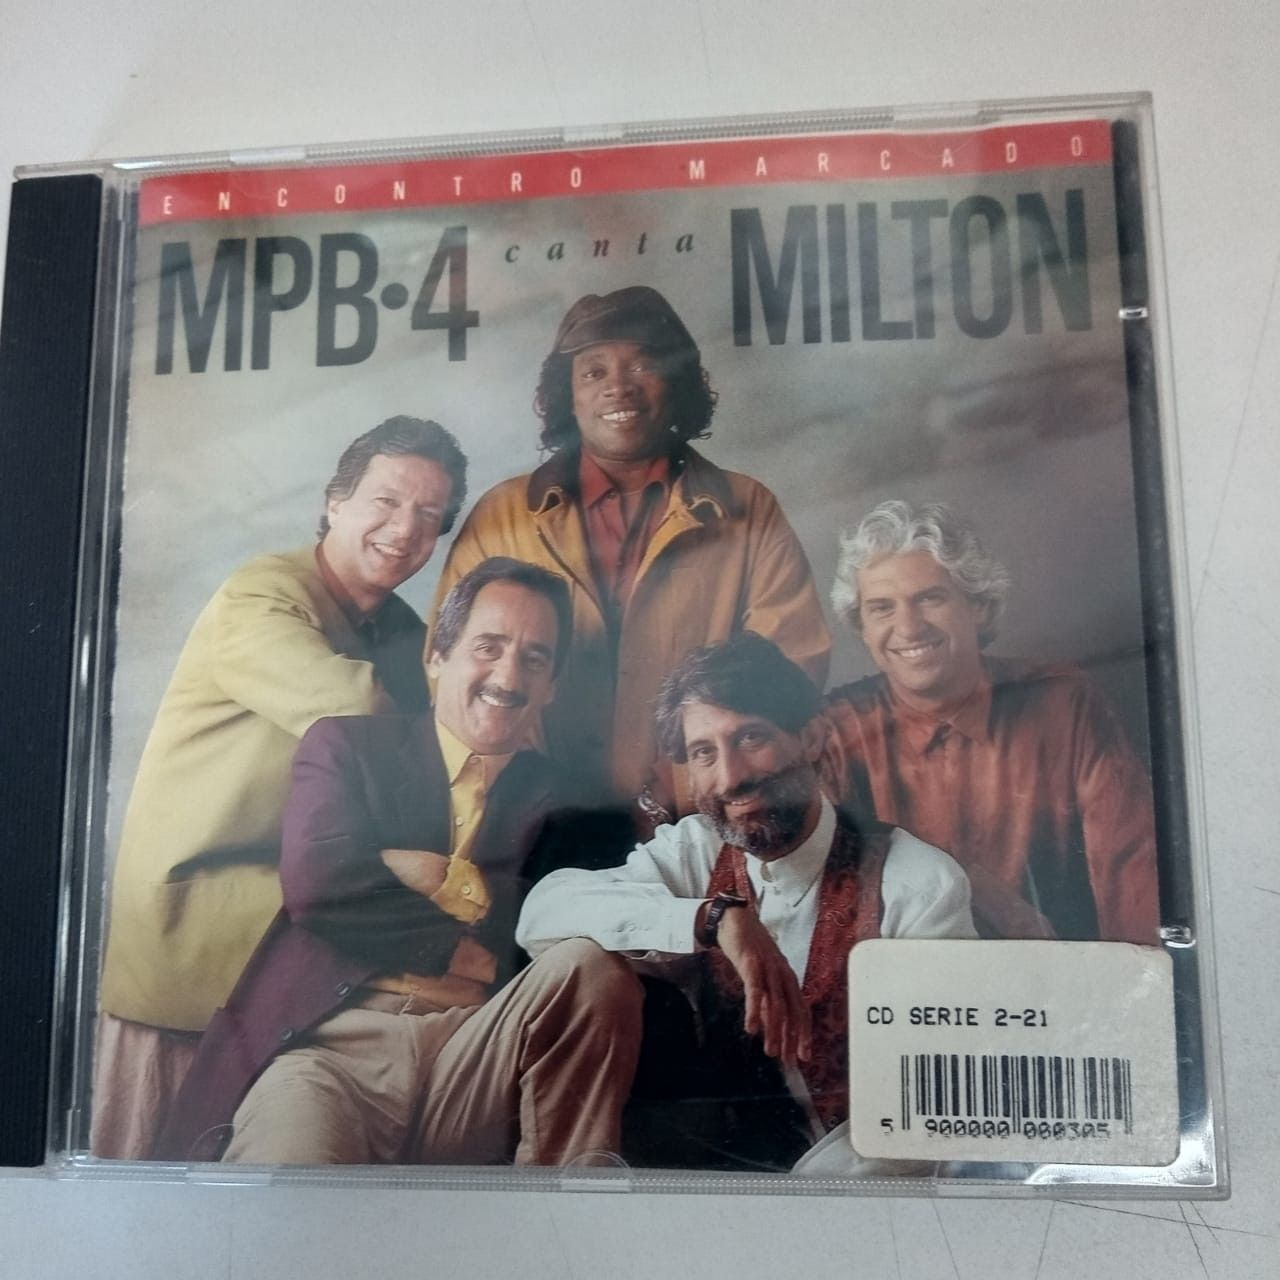 ENCONTRO MARCADO
MPB·4 canta MILTON
CD SERIE 2-21
5 900000 000305